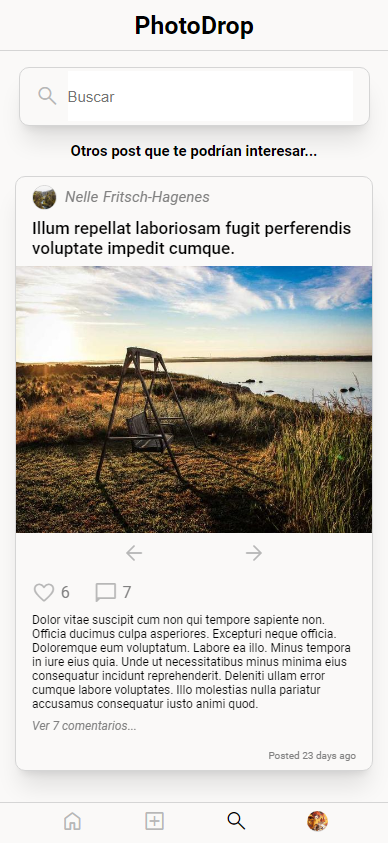 PhotoDrop
Buscar
Otros post que te podrían interesar...
Nelle Fritsch-Hagenes
Illum repellat laboriosam fugit perferendis
voluptate impedit cumque.
6 7
Dolor vitae suscipit cum non qui tempore sapiente non.
Officia ducimus culpa asperiores. Excepturi neque officia.
Doloremque eum voluptatum. Labore ea illo. Minus tempora
in iure eius quia. Unde ut necessitatibus minus minima eius
consequatur incidunt reprehenderit. Deleniti ullam error
cumque labore voluptates. Illo molestias nulla pariatur
accusamus consequatur iusto animi quod.
Ver 7 comentarios...
Posted 23 days ago